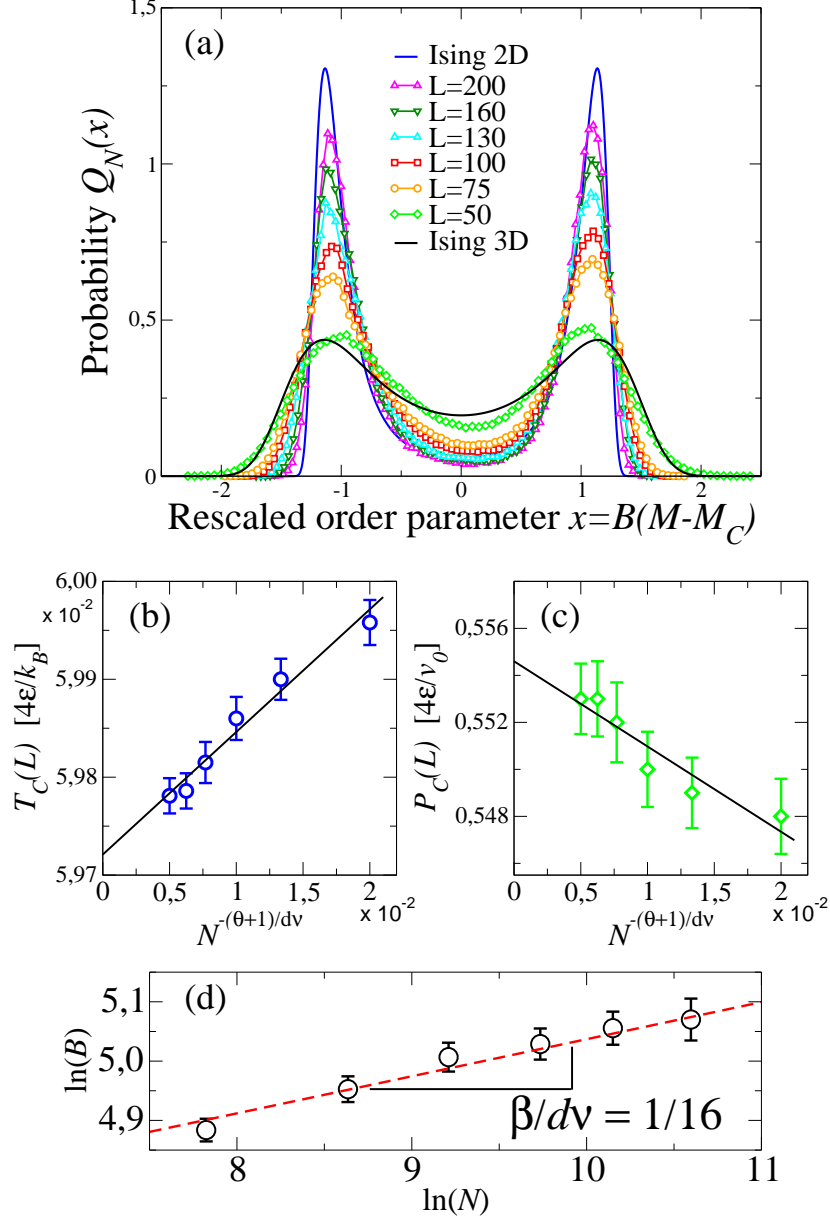 (a)
1,5
1
0,5
0
Probability Q_N(x)
Ising 2D
L=200
L=160
L=130
L=100
L=75
L=50
Ising 3D
-2
-1
0
1
2
Rescaled order parameter x=B(M-M_C)
(b)
6,00
x 10⁻²
5,99
5,98
5,97
T_C(L) [4ε/k_B]
0
0,5
1
1,5
2
x 10⁻²
N^-(θ+1)/dν
(c)
0,556
0,552
0,548
P_C(L) [4ε/v_0]
0
0,5
1
1,5
2
x 10⁻²
N^-(θ+1)/dν
(d)
5,1
5,0
4,9
ln(B)
β/dν = 1/16
8
9
10
11
ln(N)